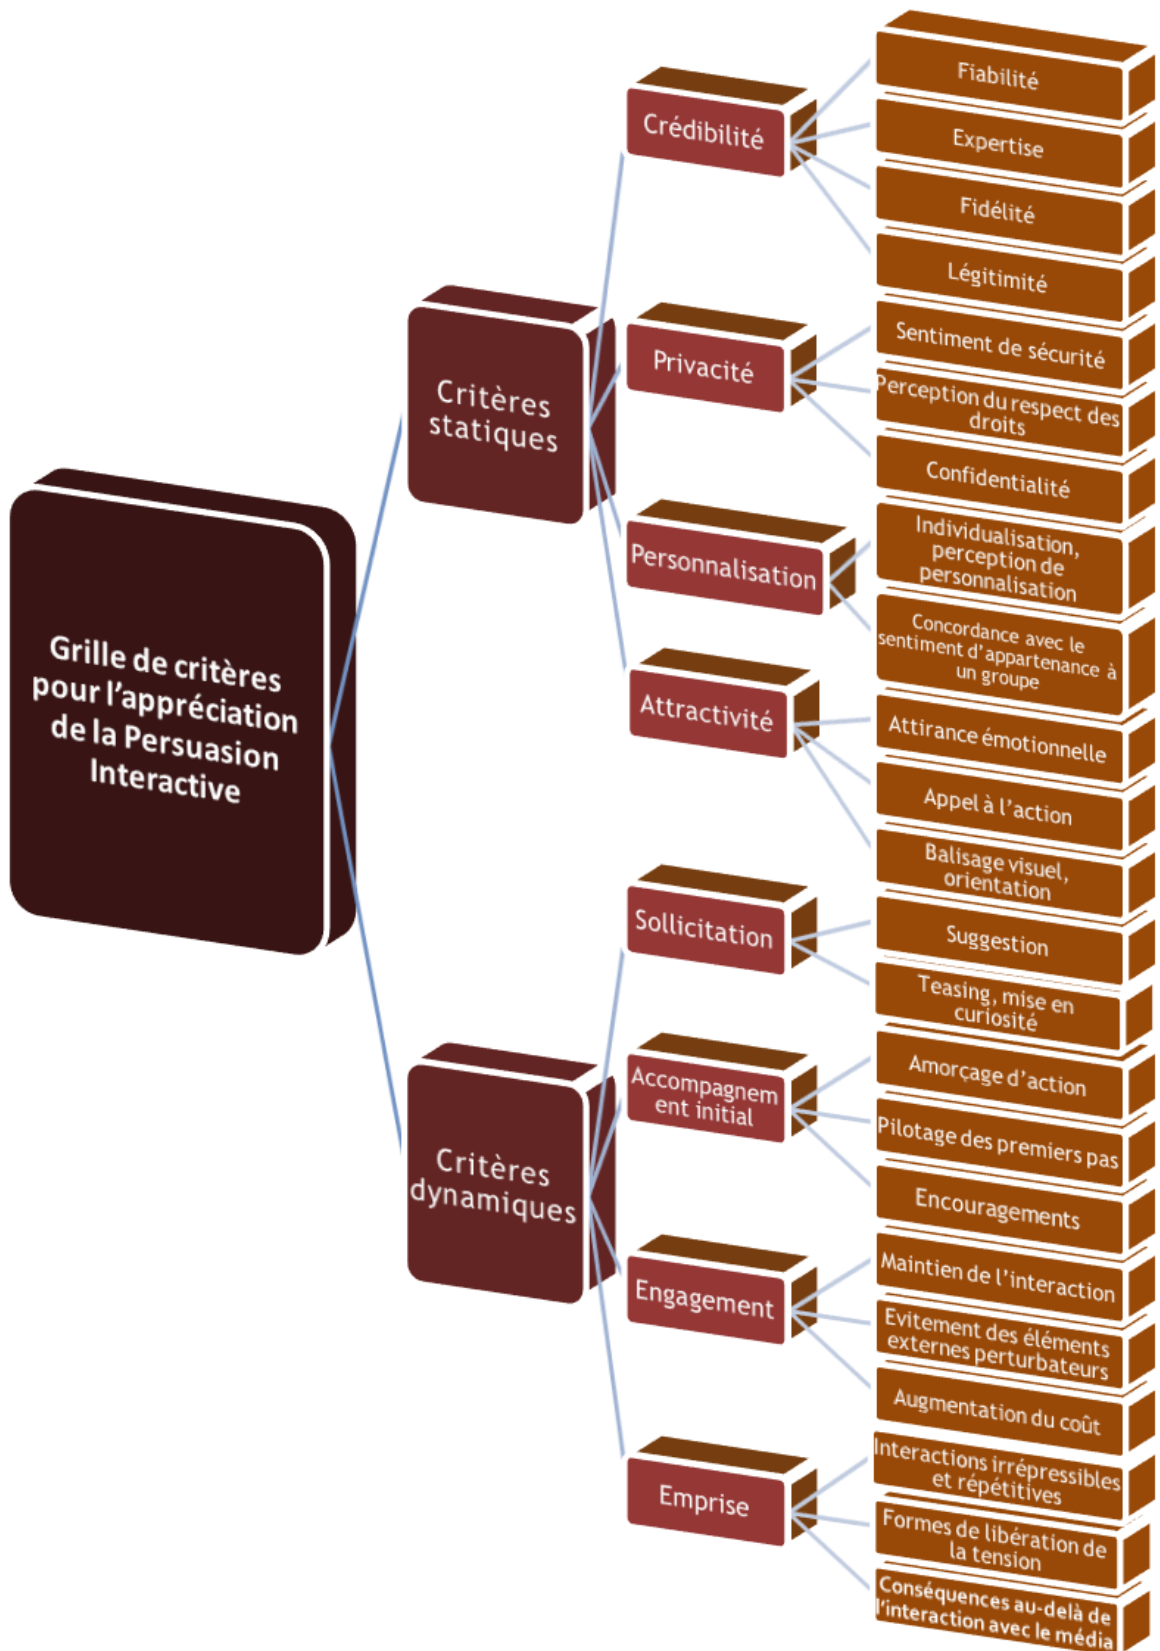 Grille de critères
pour l'appréciation
de la Persuasion
Interactive
Critères
statiques
Crédibilité
Fiabilité
Expertise
Fidélité
Légitimité
Privacité
Sentiment de sécurité
Perception du respect des
droits
Confidentialité
Personnalisation
Individualisation,
perception de
personnalisation
Concordance avec le
sentiment d'appartenance à
un groupe
Attractivité
Attirance émotionnelle
Appel à l'action
Balisage visuel,
orientation
Critères
dynamiques
Sollicitation
Suggestion
Teasing, mise en
curiosité
Accompagnem
ent initial
Amorçage d'action
Pilotage des premiers pas
Encouragements
Engagement
Maintien de l'interaction
Evitement des éléments
externes perturbateurs
Augmentation du coût
Emprise
Interactions irrépressibles
et répétitives
Formes de libération de
la tension
Conséquences au-delà de
l'interaction avec le média